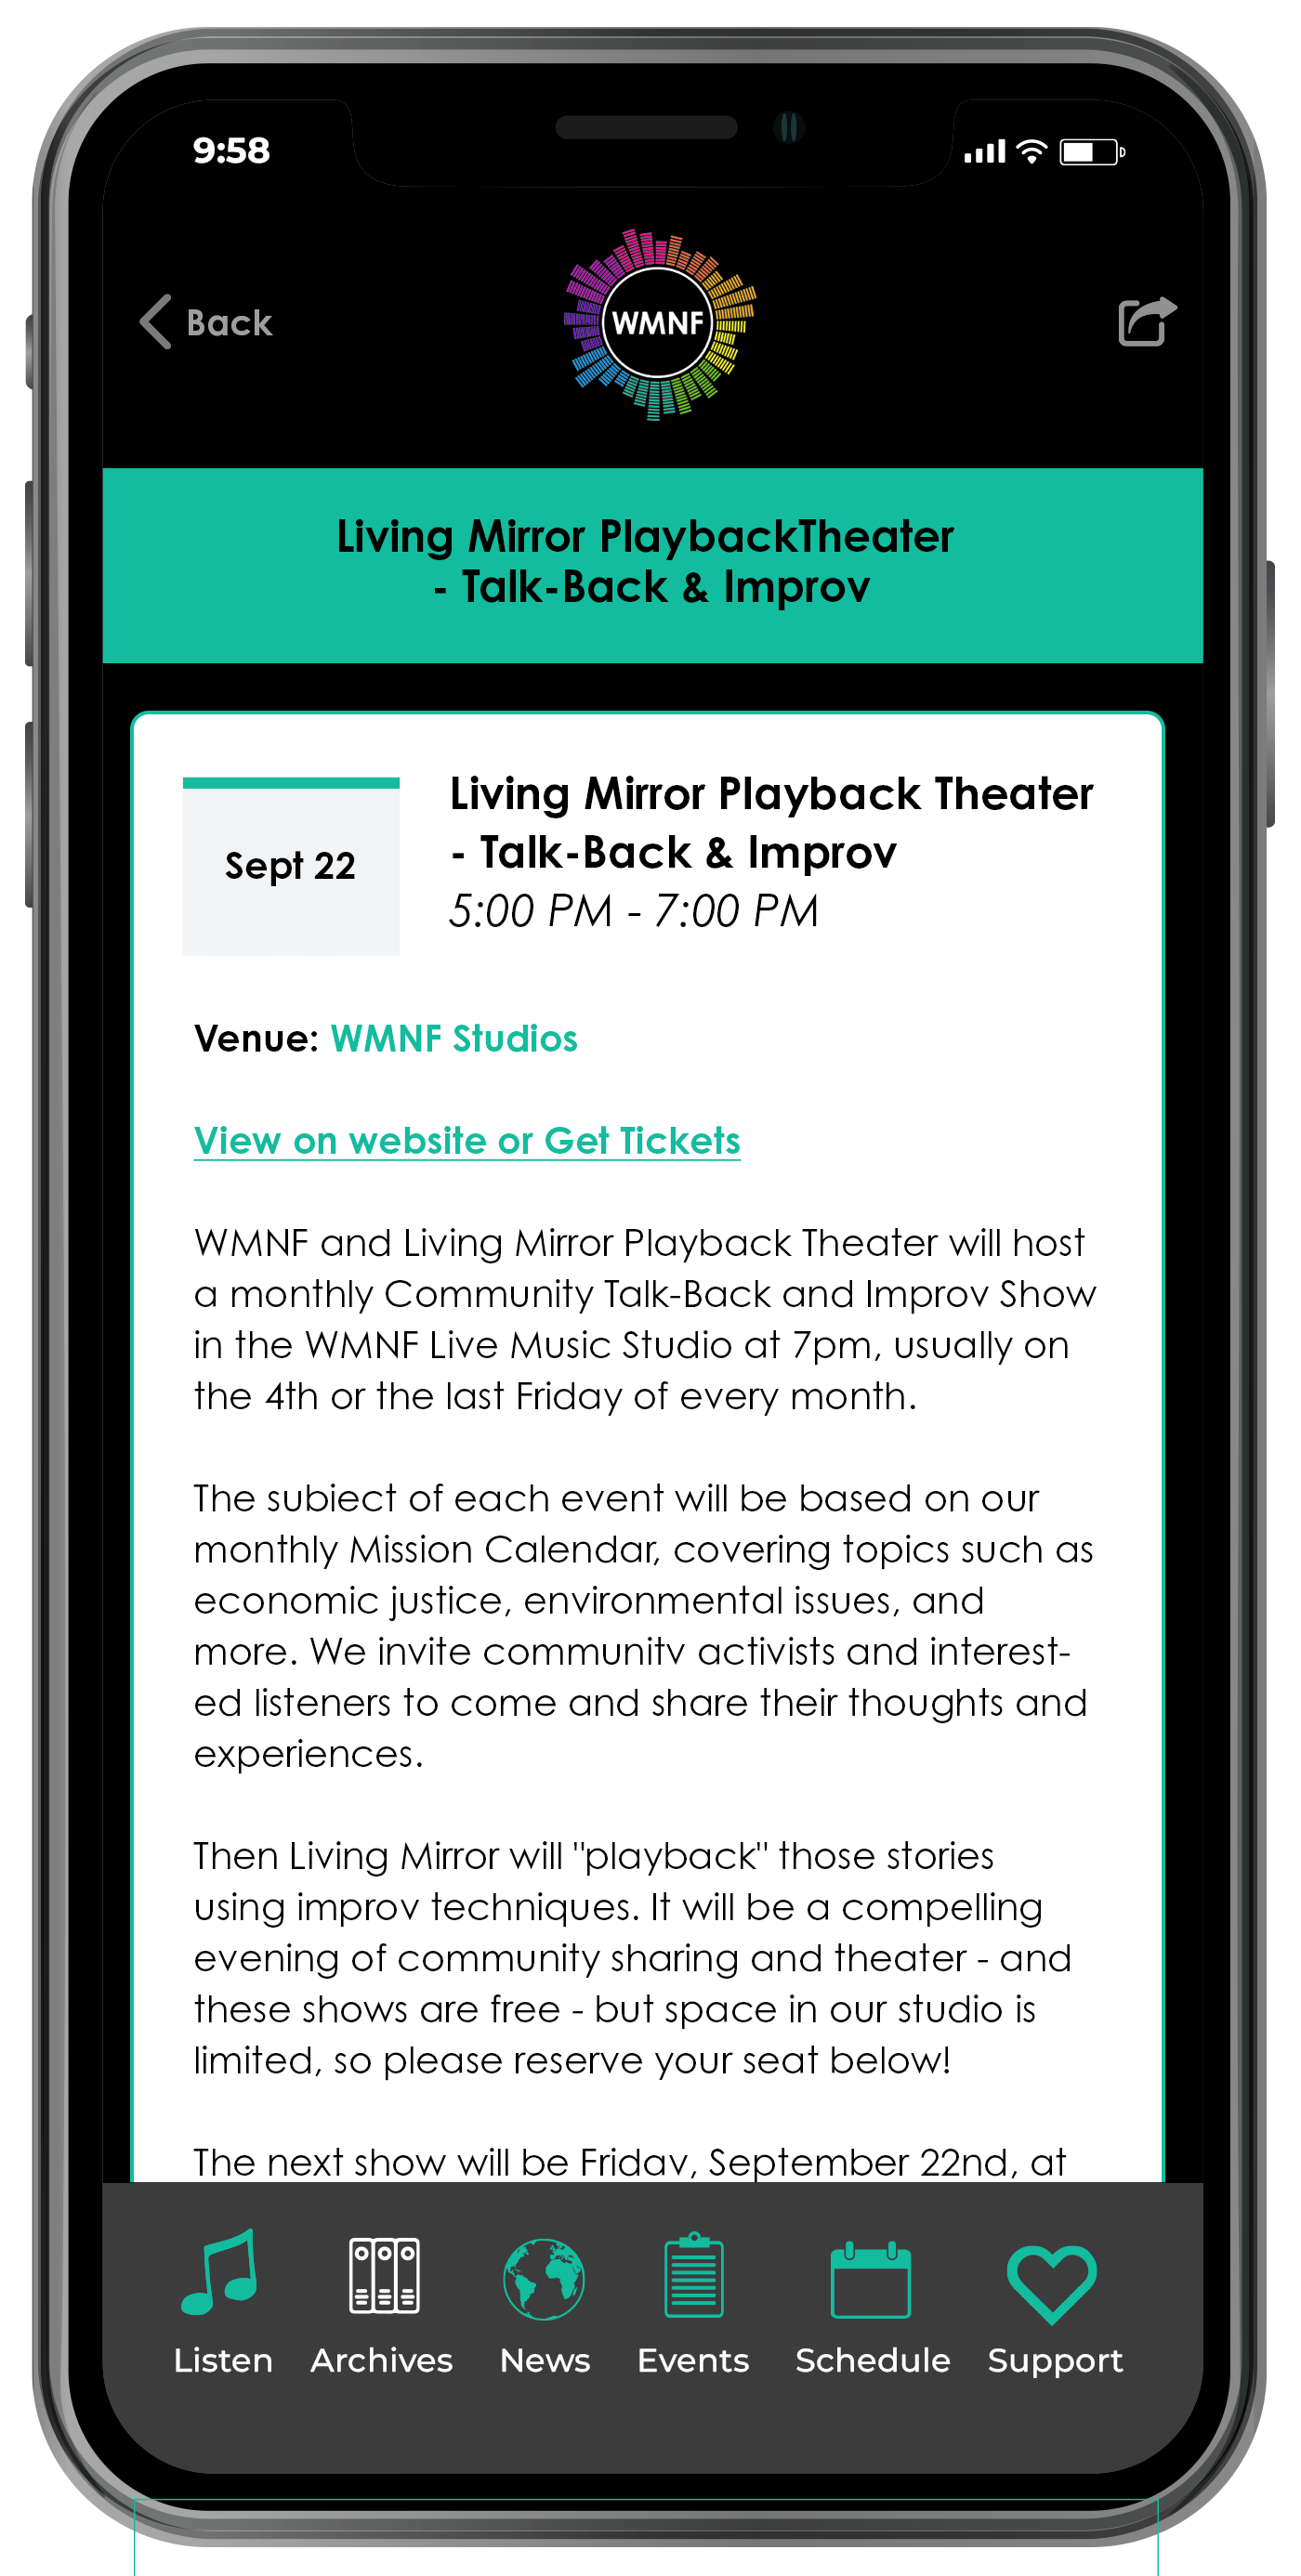 9:58
Back
WMNF
Living Mirror PlaybackTheater
- Talk-Back & Improv
Sept 22
Living Mirror Playback Theater
- Talk-Back & Improv
5:00 PM - 7:00 PM
Venue: WMNF Studios
View on website or Get Tickets
WMNF and Living Mirror Playback Theater will host
a monthly Community Talk-Back and Improv Show
in the WMNF Live Music Studio at 7pm, usually on
the 4th or the last Friday of every month.
The subiect of each event will be based on our
monthly Mission Calendar, covering topics such as
economic justice, environmental issues, and
more. We invite communitv activists and interest-
ed listeners to come and share their thoughts and
experiences.
Then Living Mirror will "playback" those stories
using improv techniques. It will be a compelling
evening of community sharing and theater - and
these shows are free - but space in our studio is
limited, so please reserve your seat below!
The next show will be Fridav, September 22nd, at
Listen Archives News Events Schedule Support